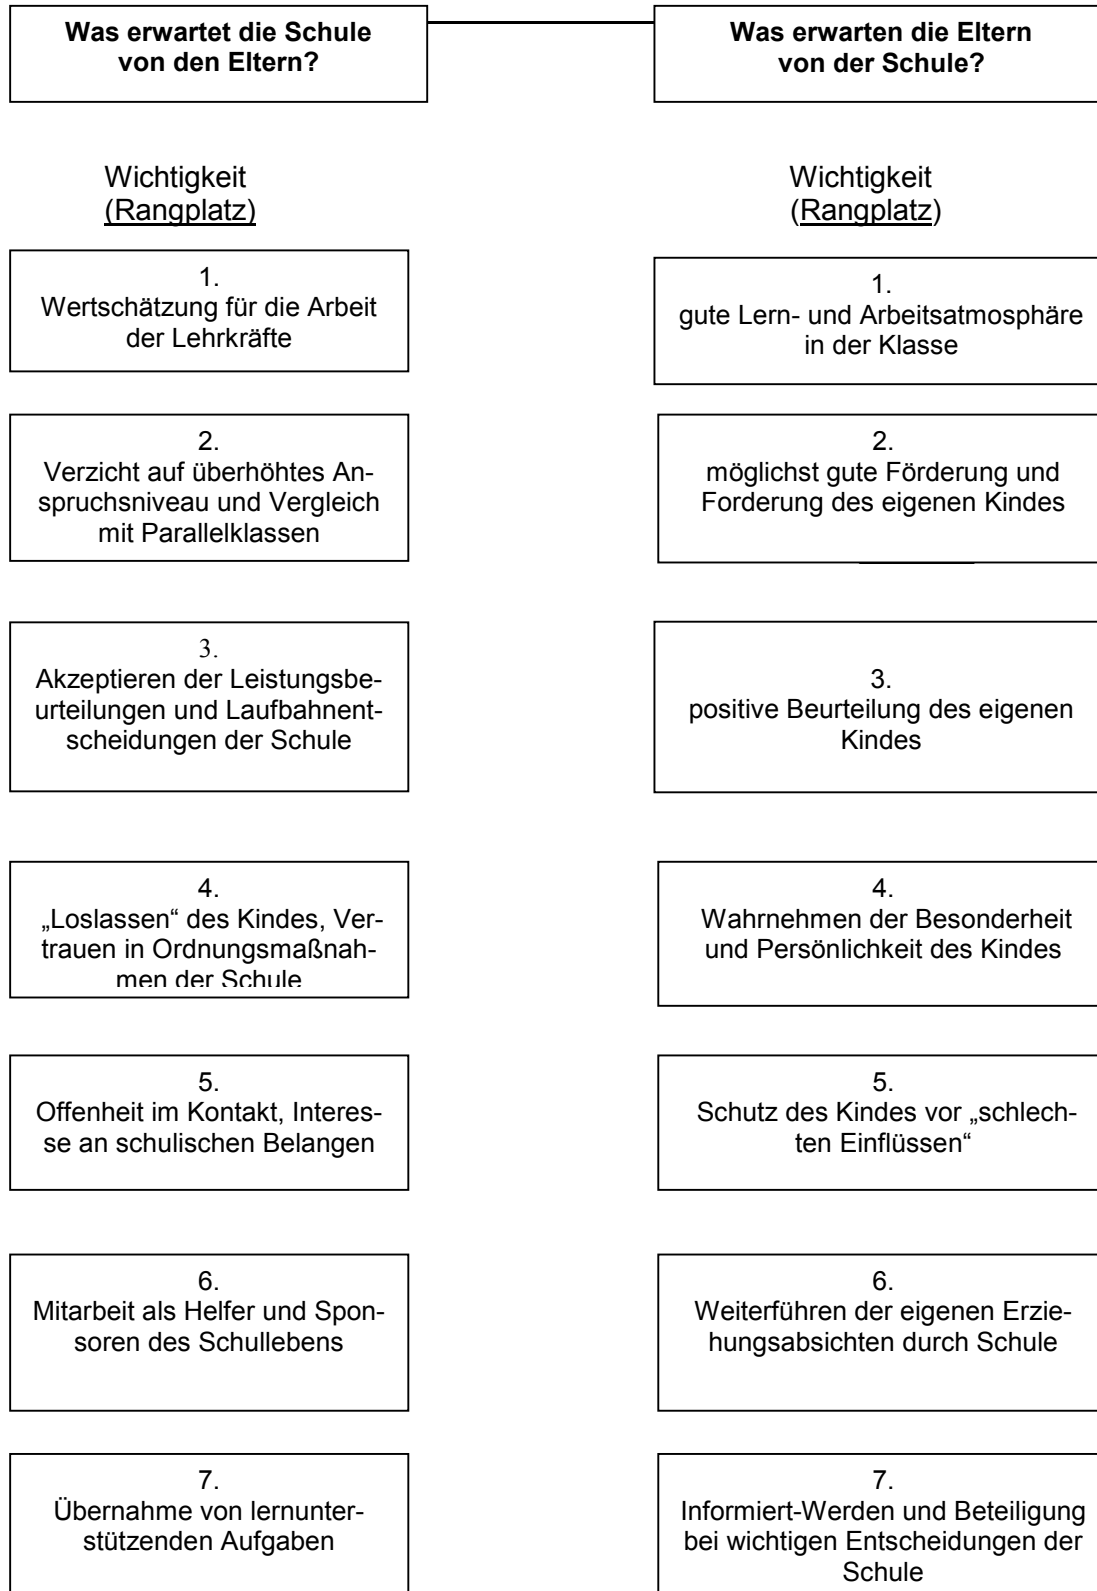 Was erwartet die Schule
von den Eltern?
Was erwarten die Eltern
von der Schule?
Wichtigkeit
(Rangplatz)
Wichtigkeit
(Rangplatz)
1.
Wertschätzung für die Arbeit
der Lehrkräfte
1.
gute Lern- und Arbeitsatmosphäre
in der Klasse
2.
Verzicht auf überhöhtes An-
spruchsniveau und Vergleich
mit Parallelklassen
2.
möglichst gute Förderung und
Forderung des eigenen Kindes
3.
Akzeptieren der Leistungsbe-
urteilungen und Laufbahnent-
scheidungen der Schule
3.
positive Beurteilung des eigenen
Kindes
4.
„Loslassen“ des Kindes, Ver-
trauen in Ordnungsmaßnah-
men der Schule
4.
Wahrnehmen der Besonderheit
und Persönlichkeit des Kindes
5.
Offenheit im Kontakt, Interes-
se an schulischen Belangen
5.
Schutz des Kindes vor „schlech-
ten Einflüssen“
6.
Mitarbeit als Helfer und Spon-
soren des Schullebens
6.
Weiterführen der eigenen Erzie-
hungsabsichten durch Schule
7.
Übernahme von lernunter-
stützenden Aufgaben
7.
Informiert-Werden und Beteiligung
bei wichtigen Entscheidungen der
Schule